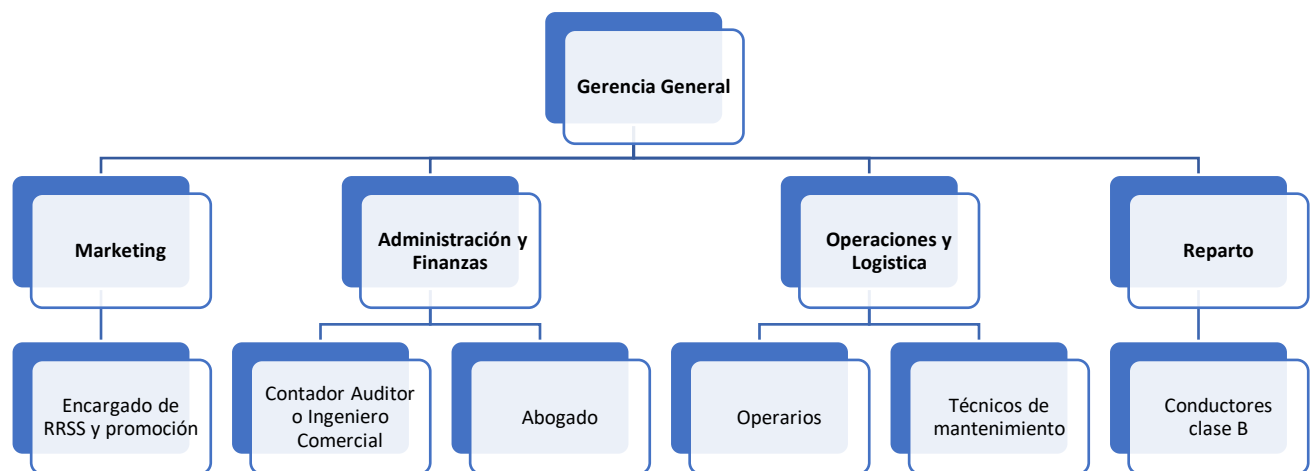 Gerencia General
Marketing
Administración y
Finanzas
Operaciones y
Logistica
Reparto
Encargado de
RRSS y promoción
Contador Auditor
o Ingeniero
Comercial
Abogado
Operarios
Técnicos de
mantenimiento
Conductores
clase B